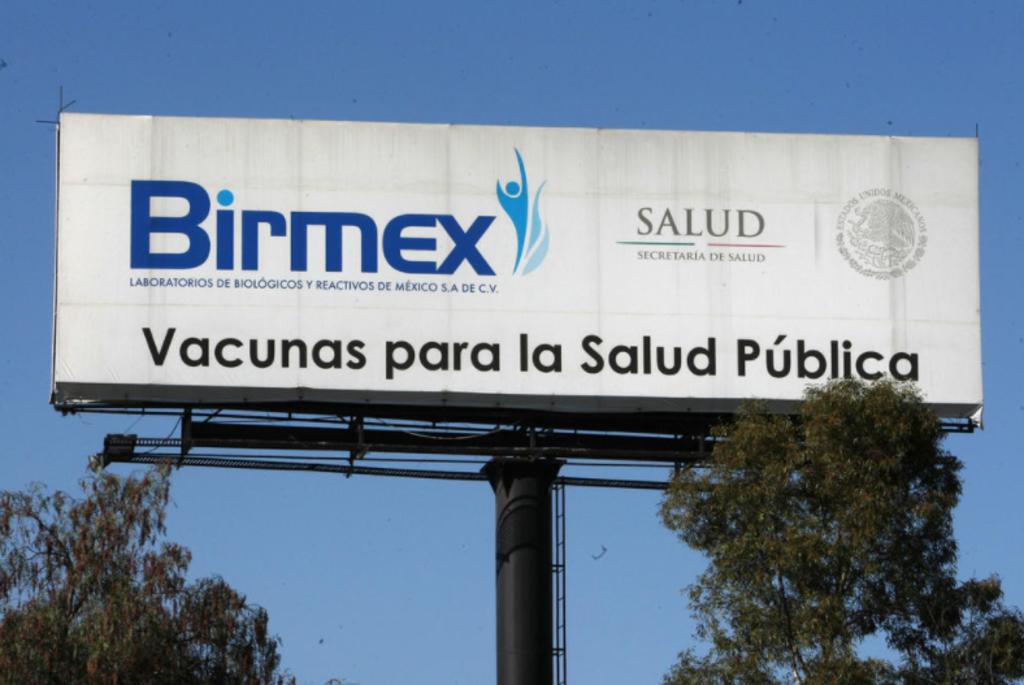 Birmex
LABORATORIOS DE BIOLÓGICOS Y REACTIVOS DE MÉXICO S.A DE C.V.
SALUD
SECRETARÍA DE SALUD
ESTADOS UNIDOS MEXICANOS
Vacunas para la Salud Pública